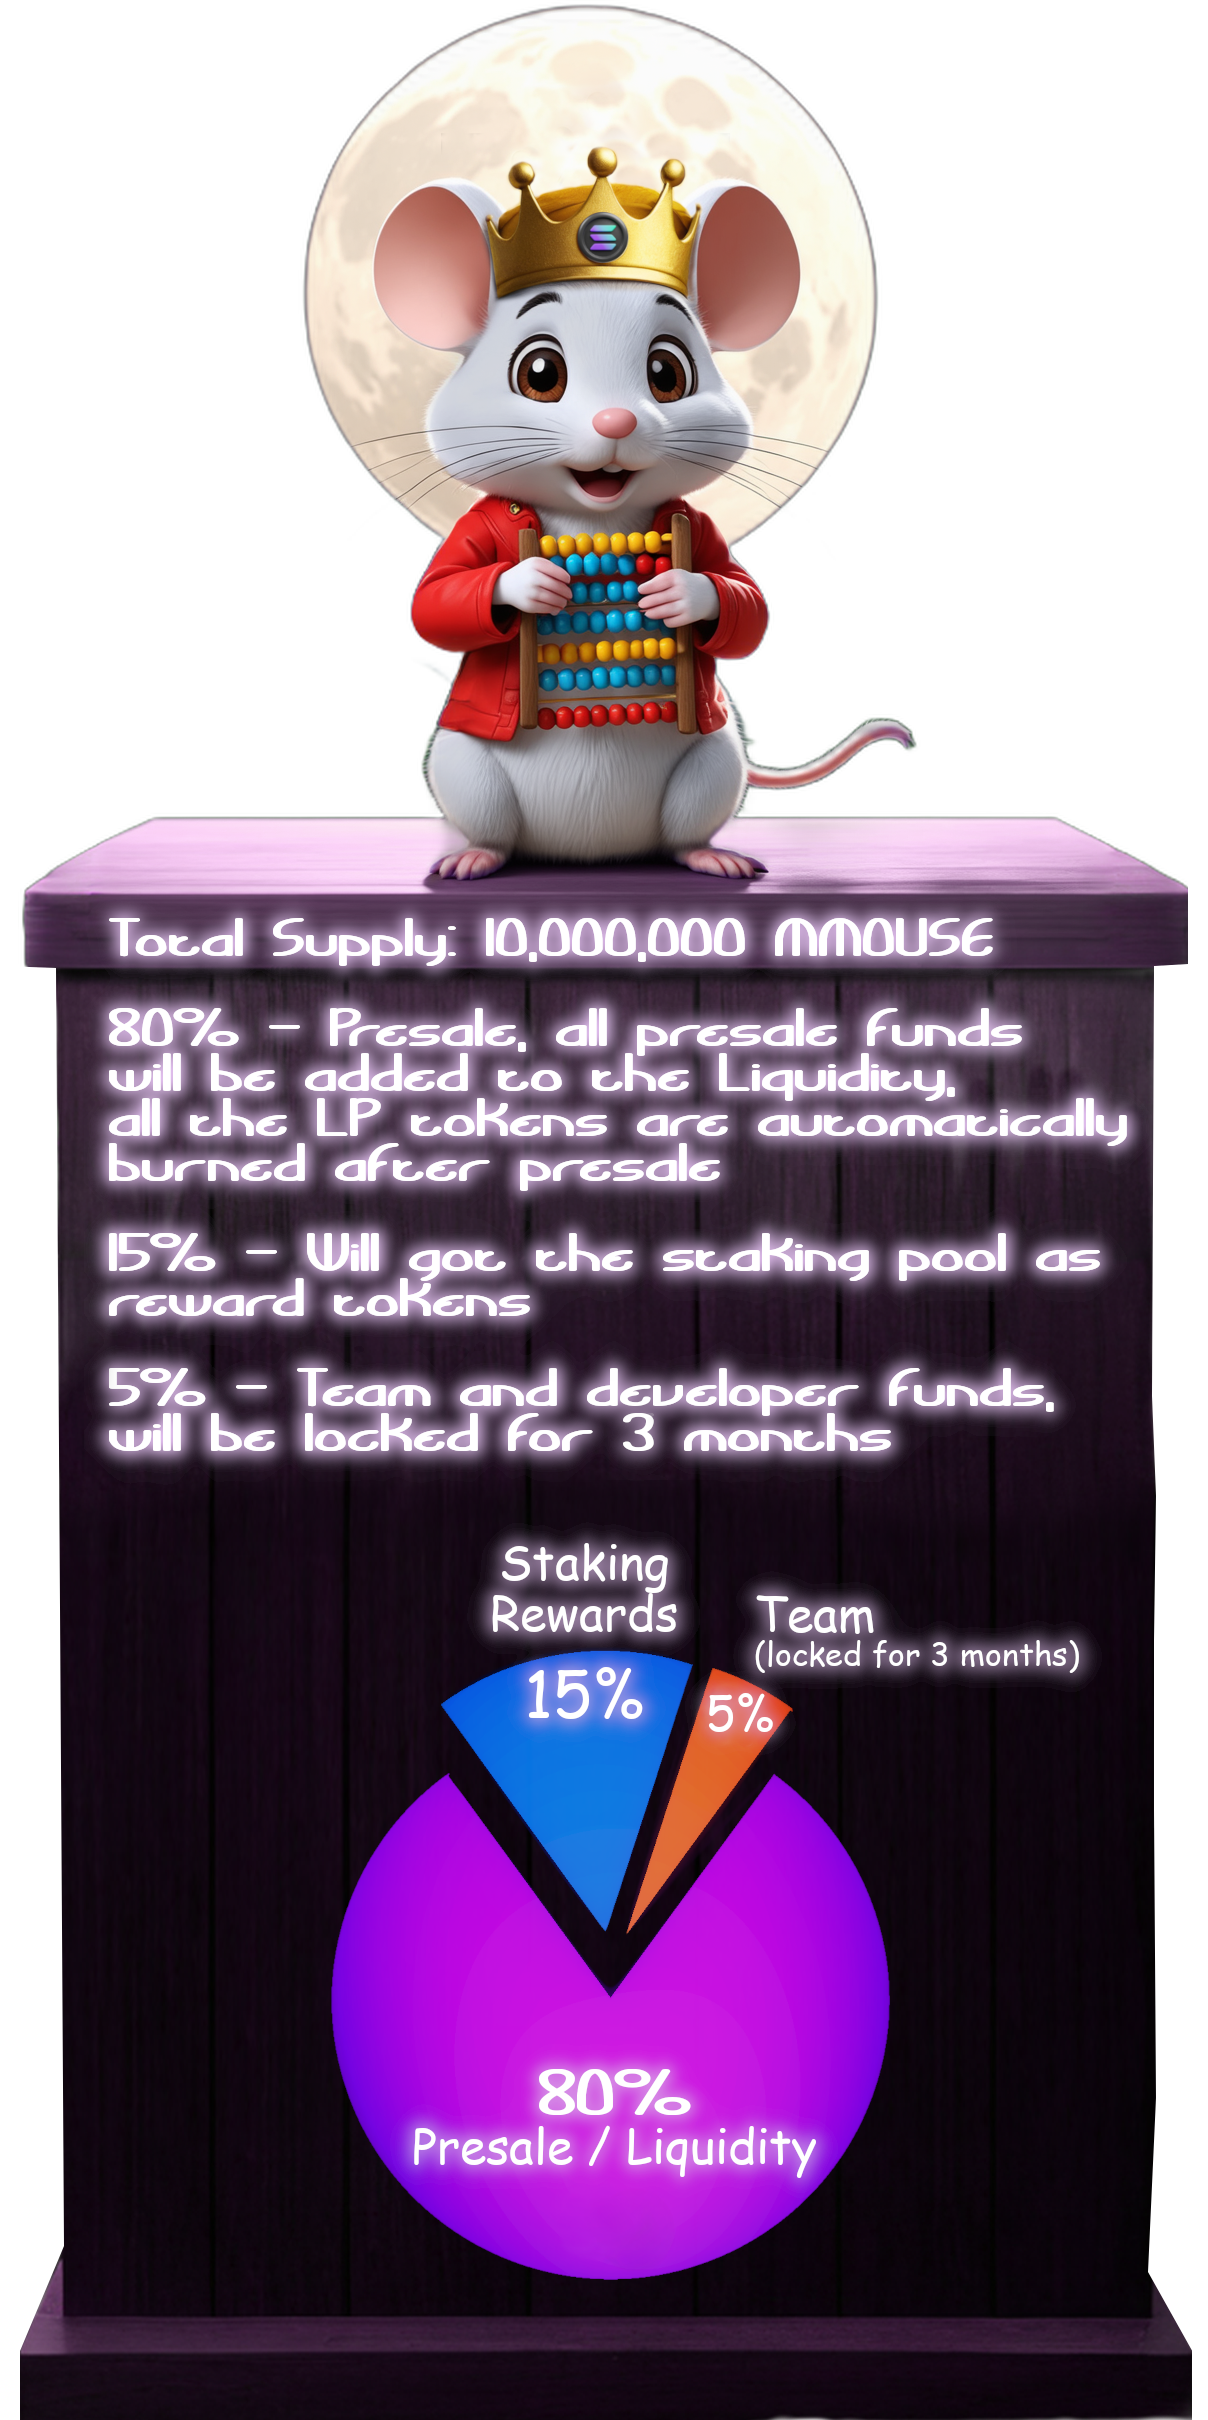 Total Supply: 10,000,000 MMOUSE
80% - Presale, all presale funds
will be added to the Liquidity,
all the LP tokens are automatically
burned after presale
15% - Will got the staking pool as
reward tokens
5% - Team and developer funds,
will be locked for 3 months
Staking
Rewards
Team
(locked for 3 months)
15%
5%
80%
Presale / Liquidity